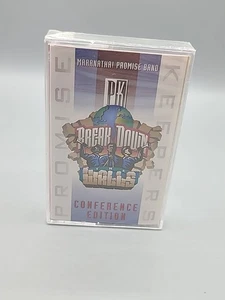 MARANATHA! PROMISE BAND
PK
PROMISE
KEEPERS
BREAK DOWN
THE
WALLS
CONFERENCE
EDITION